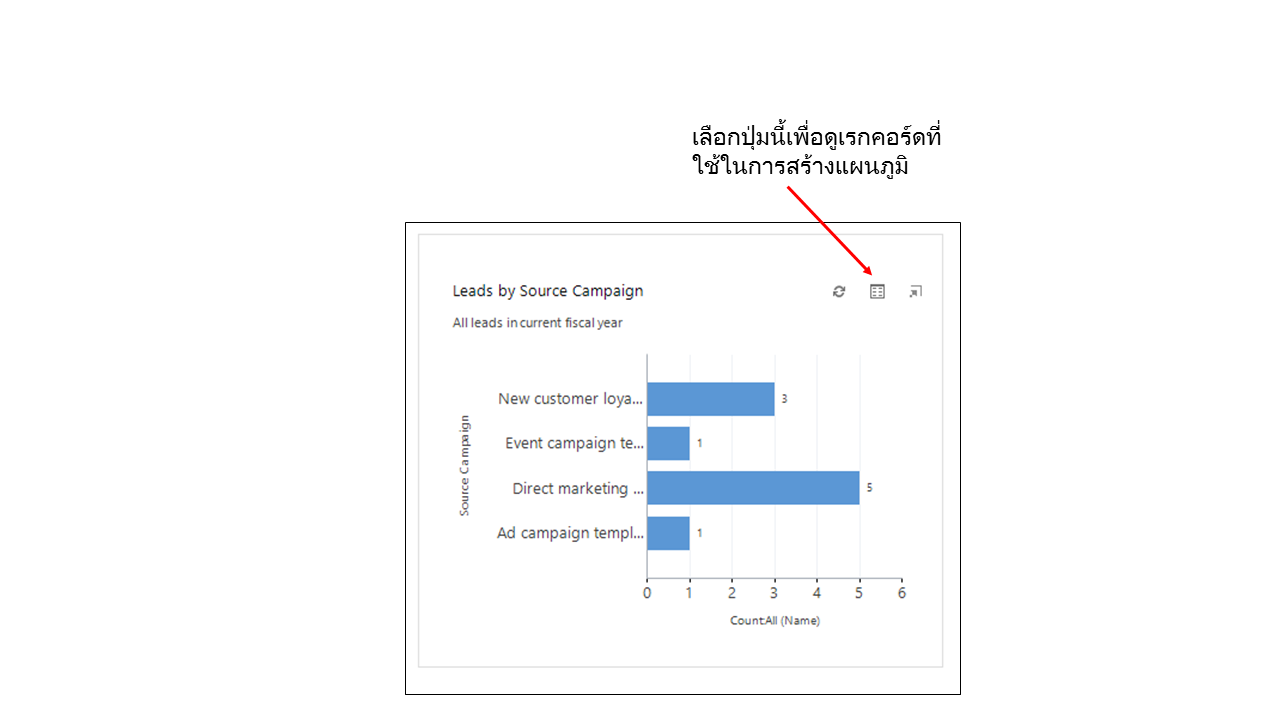 เลือกปุ่มนี้เพื่อดูเรกคอร์ดที่
ใช้ในการสร้างแผนภูมิ
Leads by Source Campaign
All leads in current fiscal year
Source Campaign
New customer loya... 3
Event campaign te... 1
Direct marketing ... 5
Ad campaign templ... 1
0 1 2 3 4 5 6
Count:All (Name)